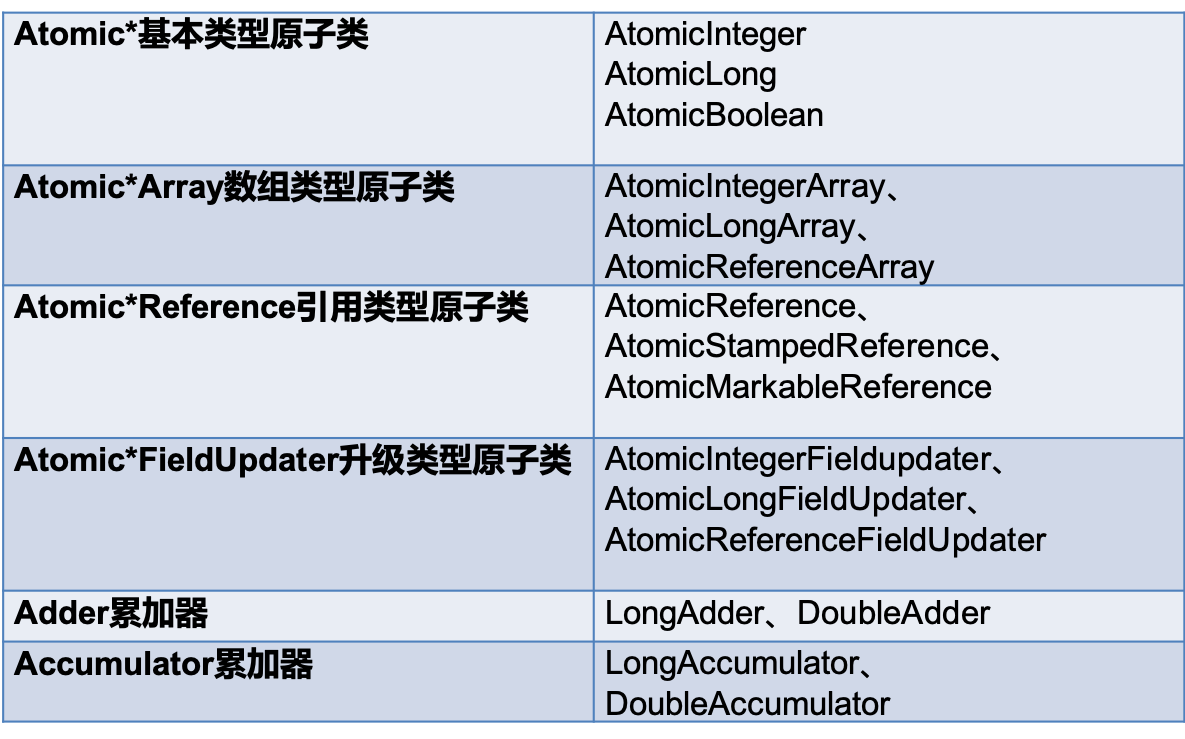 Atomic*基本类型原子类
AtomicInteger
AtomicLong
AtomicBoolean
Atomic*Array数组类型原子类
AtomicIntegerArray、
AtomicLongArray、
AtomicReferenceArray
Atomic*Reference引用类型原子类
AtomicReference、
AtomicStampedReference、
AtomicMarkableReference
Atomic*FieldUpdater升级类型原子类
AtomicIntegerFieldupdater、
AtomicLongFieldUpdater、
AtomicReferenceFieldUpdater
Adder累加器
LongAdder、DoubleAdder
Accumulator累加器
LongAccumulator、
DoubleAccumulator